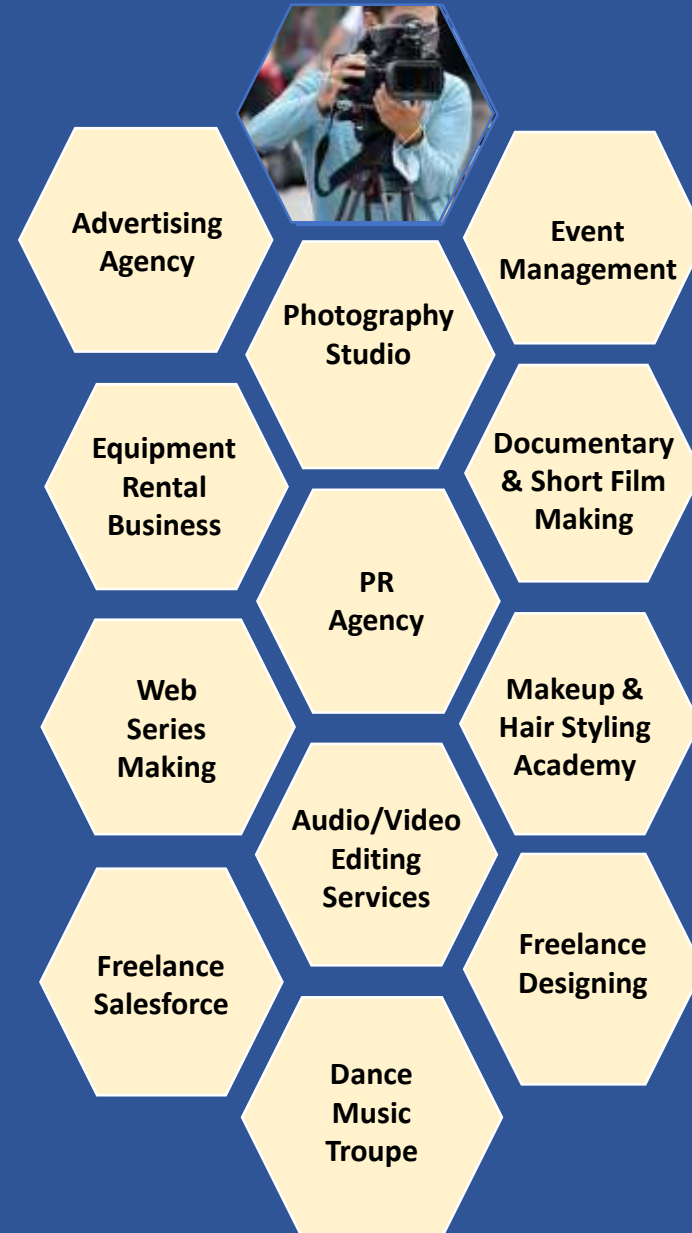 Advertising
Agency
Event
Management
Photography
Studio
Equipment
Rental
Business
Documentary
& Short Film
Making
PR
Agency
Web
Series
Making
Makeup &
Hair Styling
Academy
Audio/Video
Editing
Services
Freelance
Salesforce
Freelance
Designing
Dance
Music
Troupe